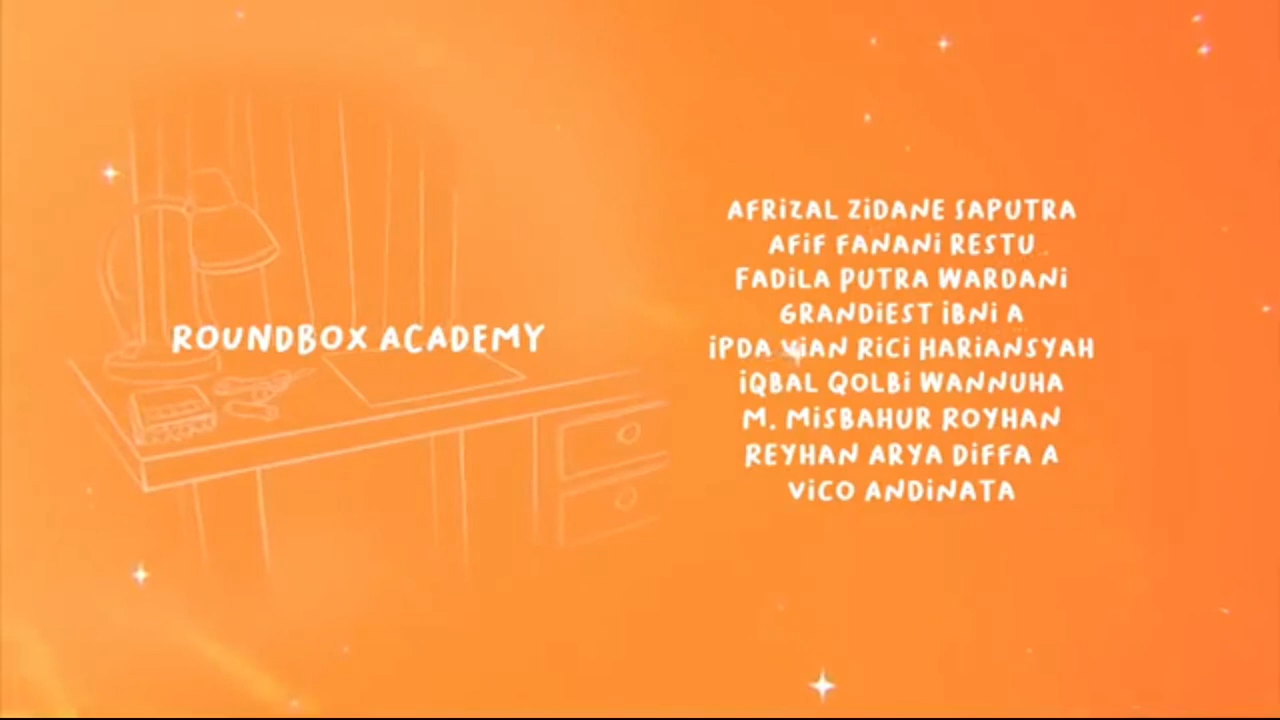 ROUNDBOX ACADEMY
AFRiZAL ZiDANE SAPUTRA
AFiF FANANi RESTU
FADiLA PUTRA WARDANi
GRANDiEST iBNi A
iPDA ViAN RiCi HARiANSYAH
iQBAL QOLBi WANNUHA
M. MiSBAHUR ROYHAN
REYHAN ARYA DiFFA A
ViCO ANDiNATA